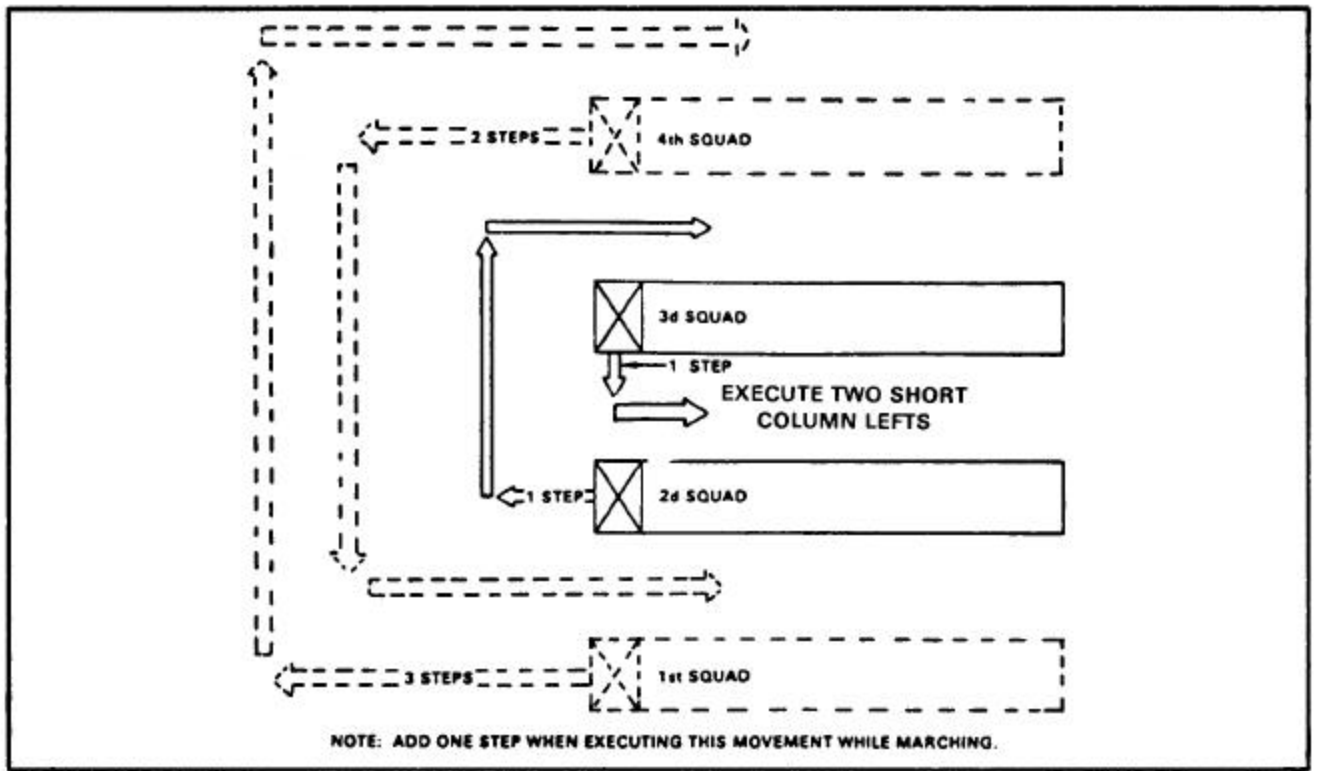 2 STEPS
4th SQUAD
3d SQUAD
1 STEP
EXECUTE TWO SHORT
COLUMN LEFTS
1 STEP
2d SQUAD
3 STEPS
1st SQUAD
NOTE: ADD ONE STEP WHEN EXECUTING THIS MOVEMENT WHILE MARCHING.